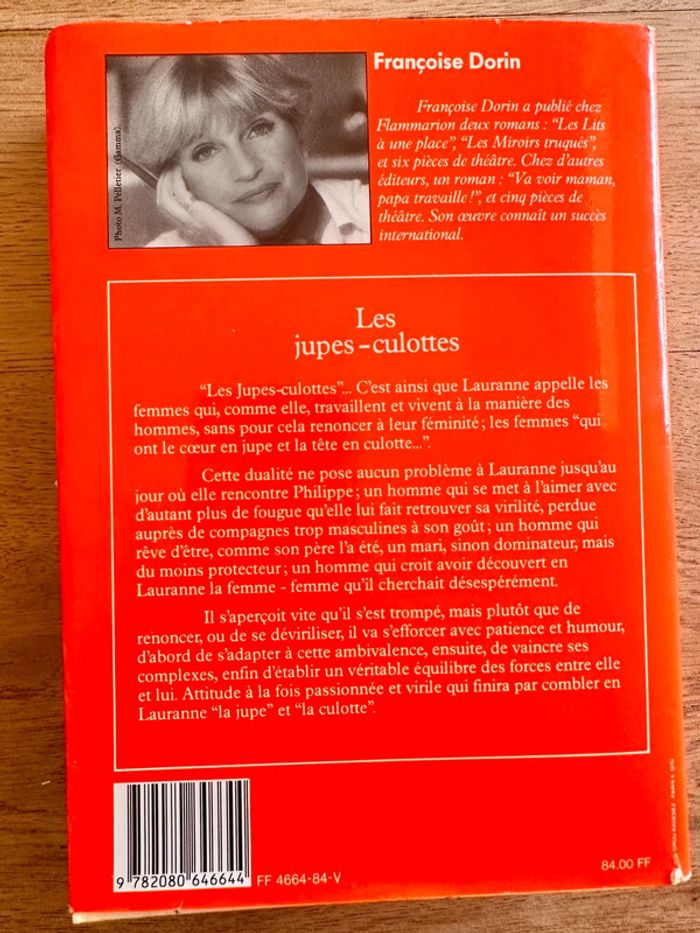 Françoise Dorin
Photo M. Pelletier (Gamma).
Françoise Dorin a publié chez
Flammarion deux romans : “Les Lits
à une place”, “Les Miroirs truqués”,
et six pièces de théâtre. Chez d’autres
éditeurs, un roman : “Va voir maman,
papa travaille !”, et cinq pièces de
théâtre. Son œuvre connaît un succès
international.
Les
jupes-culottes
“Les Jupes-culottes”... C’est ainsi que Lauranne appelle les
femmes qui, comme elle, travaillent et vivent à la manière des
hommes, sans pour cela renoncer à leur féminité ; les femmes “qui
ont le cœur en jupe et la tête en culotte...”.
Cette dualité ne pose aucun problème à Lauranne jusqu’au
jour où elle rencontre Philippe ; un homme qui se met à l’aimer avec
d’autant plus de fougue qu’elle lui fait retrouver sa virilité, perdue
auprès de compagnes trop masculines à son goût ; un homme qui
rêve d’être, comme son père l’a été, un mari, sinon dominateur, mais
du moins protecteur ; un homme qui croit avoir découvert en
Lauranne la femme - femme qu’il cherchait désespérément.
Il s’aperçoit vite qu’il s’est trompé, mais plutôt que de
renoncer, ou de se déviriliser, il va s’efforcer avec patience et humour,
d’abord de s’adapter à cette ambivalence, ensuite, de vaincre ses
complexes, enfin d’établir un véritable équilibre des forces entre elle
et lui. Attitude à la fois passionnée et virile qui finira par combler en
Lauranne “la jupe” et “la culotte”.
9 782080 646644
FF 4664-84-V
84.00 FF